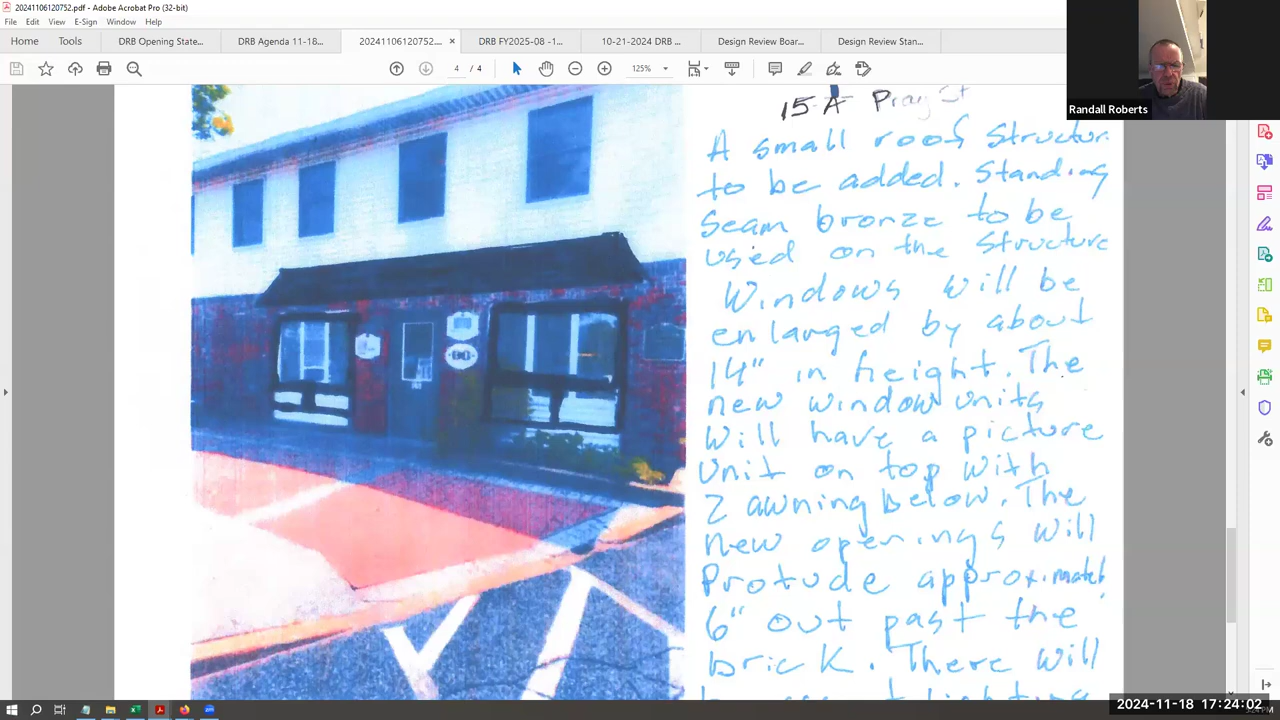 20241106120752.pdf - Adobe Acrobat Pro (32-bit)
File Edit View E-Sign Window Help
Home Tools DRB Opening State... DRB Agenda 11-18... 20241106120752.... × DRB FY2025-08 -1... 10-21-2024 DRB ... Design Review Boar... Design Review Stan...
4 / 4 125%
Randall Roberts
15-A Pray St
A small roof Structur
to be added. Standing
Seam bronze to be
used on the Structure
Windows will be
enlarged by about
14" in height. The
new window units
will have a picture
unit on top with
2 awning below. The
New openings will
Protude approximatel
6" out past the
brick. There will
lighting
2024-11-18 17:24:02